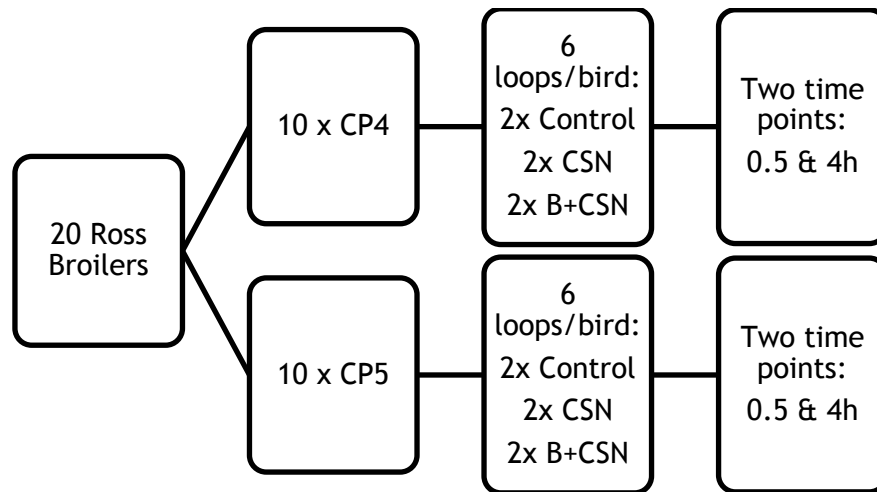 20 Ross
Broilers
10 x CP4
6
loops/bird:
2x Control
2x CSN
2x B+CSN
Two time
points:
0.5 & 4h
10 x CP5
6
loops/bird:
2x Control
2x CSN
2x B+CSN
Two time
points:
0.5 & 4h